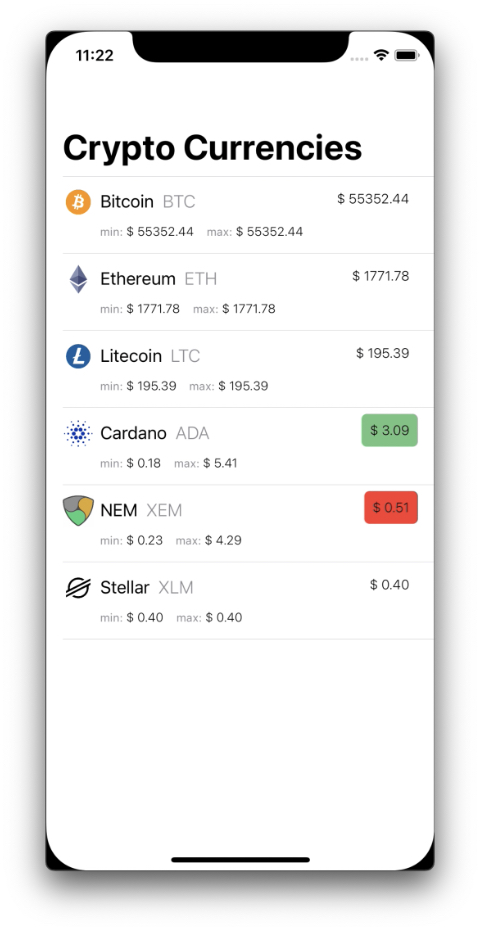 11:22
Crypto Currencies
Bitcoin BTC $ 55352.44
min: $ 55352.44 max: $ 55352.44
Ethereum ETH $ 1771.78
min: $ 1771.78 max: $ 1771.78
Litecoin LTC $ 195.39
min: $ 195.39 max: $ 195.39
Cardano ADA $ 3.09
min: $ 0.18 max: $ 5.41
NEM XEM $ 0.51
min: $ 0.23 max: $ 4.29
Stellar XLM $ 0.40
min: $ 0.40 max: $ 0.40